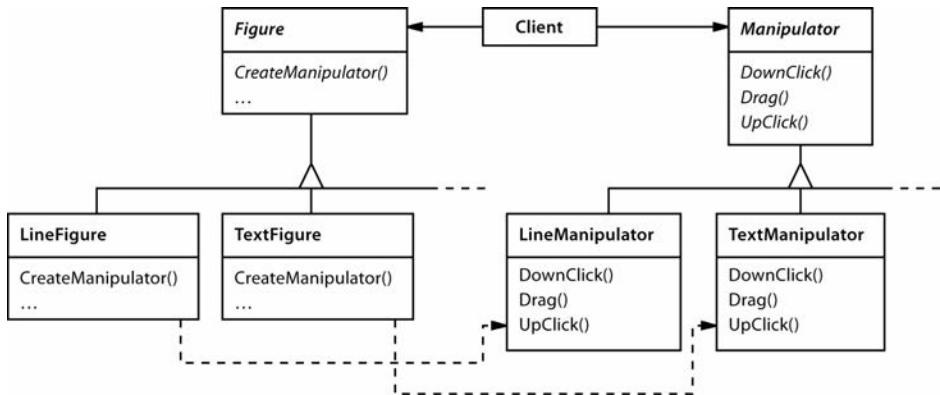 Figure
CreateManipulator()
…
Client
Manipulator
DownClick()
Drag()
UpClick()
LineFigure
CreateManipulator()
…
TextFigure
CreateManipulator()
…
LineManipulator
DownClick()
Drag()
UpClick()
TextManipulator
DownClick()
Drag()
UpClick()